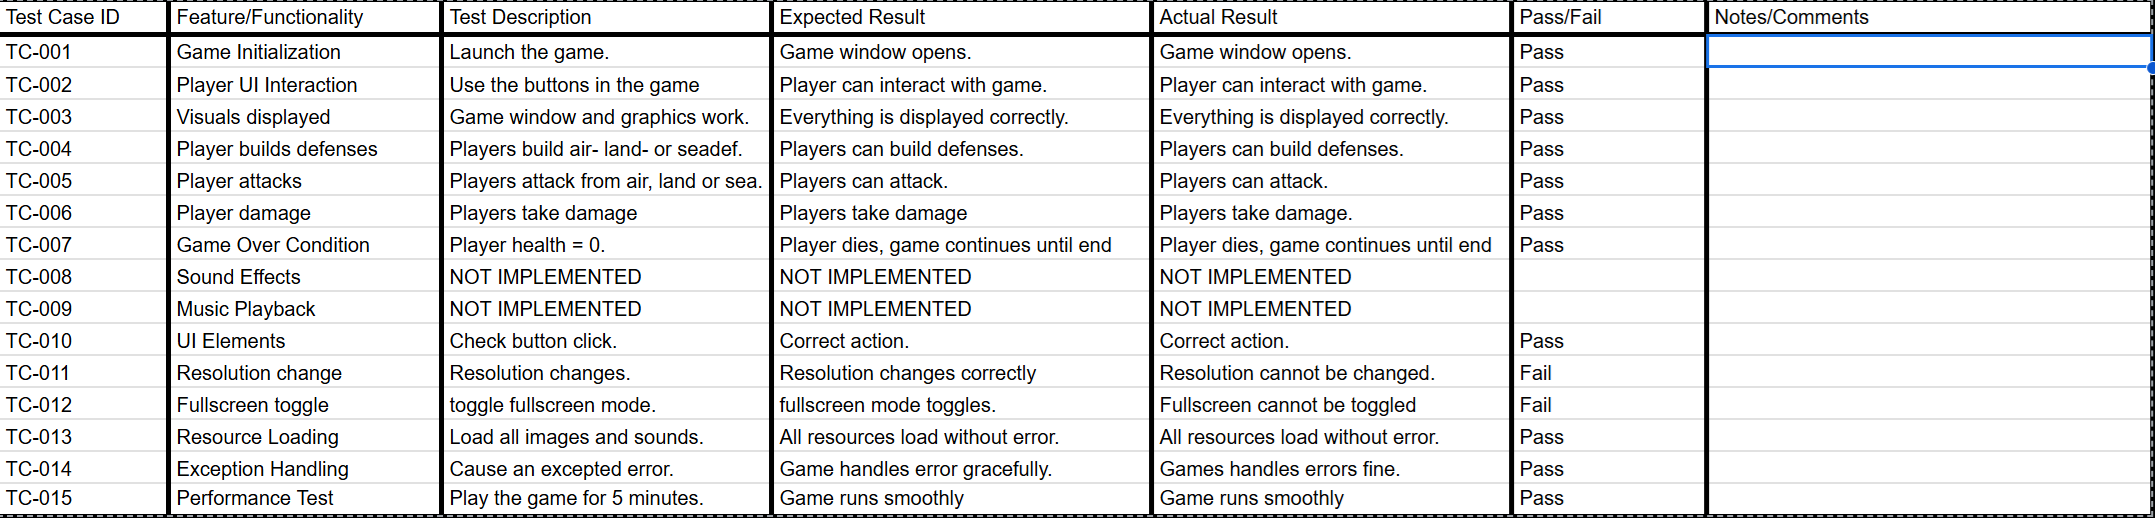 Test Case ID Feature/Functionality Test Description Expected Result Actual Result Pass/Fail Notes/Comments
TC-001 Game Initialization Launch the game. Game window opens. Game window opens. Pass
TC-002 Player UI Interaction Use the buttons in the game Player can interact with game. Player can interact with game. Pass
TC-003 Visuals displayed Game window and graphics work. Everything is displayed correctly. Everything is displayed correctly. Pass
TC-004 Player builds defenses Players build air- land- or seadef. Players can build defenses. Players can build defenses. Pass
TC-005 Player attacks Players attack from air, land or sea. Players can attack. Players can attack. Pass
TC-006 Player damage Players take damage Players take damage Players take damage. Pass
TC-007 Game Over Condition Player health = 0. Player dies, game continues until end Player dies, game continues until end Pass
TC-008 Sound Effects NOT IMPLEMENTED NOT IMPLEMENTED NOT IMPLEMENTED
TC-009 Music Playback NOT IMPLEMENTED NOT IMPLEMENTED NOT IMPLEMENTED
TC-010 UI Elements Check button click. Correct action. Correct action. Pass
TC-011 Resolution change Resolution changes. Resolution changes correctly Resolution cannot be changed. Fail
TC-012 Fullscreen toggle toggle fullscreen mode. fullscreen mode toggles. Fullscreen cannot be toggled Fail
TC-013 Resource Loading Load all images and sounds. All resources load without error. All resources load without error. Pass
TC-014 Exception Handling Cause an excepted error. Game handles error gracefully. Games handles errors fine. Pass
TC-015 Performance Test Play the game for 5 minutes. Game runs smoothly Game runs smoothly Pass